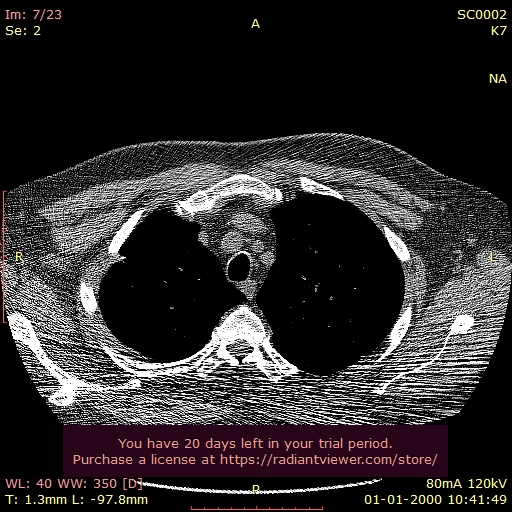 Im: 7/23
SC0002
Se: 2
A
K7
NA
R
L
You have 20 days left in your trial period.
Purchase a license at https://radiantviewer.com/store/
WL: 40 WW: 350 [D]
P
80mA 120kV
T: 1.3mm L: -97.8mm
01-01-2000 10:41:49